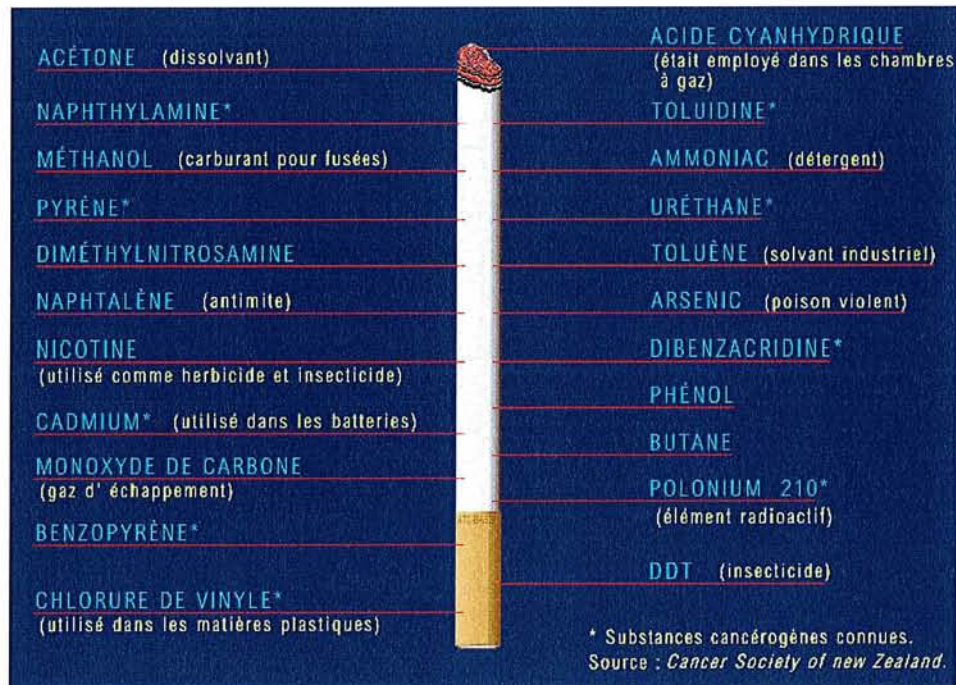 ACÉTONE (dissolvant)
NAPHTHYLAMINE*
MÉTHANOL (carburant pour fusées)
PYRÈNE*
DIMÉTHYLNITROSAMINE
NAPHTALÈNE (antimite)
NICOTINE
(utilisé comme herbicide et insecticide)
CADMIUM* (utilisé dans les batteries)
MONOXYDE DE CARBONE
(gaz d' échappement)
BENZOPYRÈNE*
CHLORURE DE VINYLE*
(utilisé dans les matières plastiques)
ACIDE CYANHYDRIQUE
(était employé dans les chambres
à gaz)
TOLUIDINE*
AMMONIAC (détergent)
URÉTHANE*
TOLUÈNE (solvant industriel)
ARSENIC (poison violent)
DIBENZACRIDINE*
PHÉNOL
BUTANE
POLONIUM 210*
(élément radioactif)
DDT (insecticide)
* Substances cancérogènes connues.
Source : Cancer Society of new Zealand.